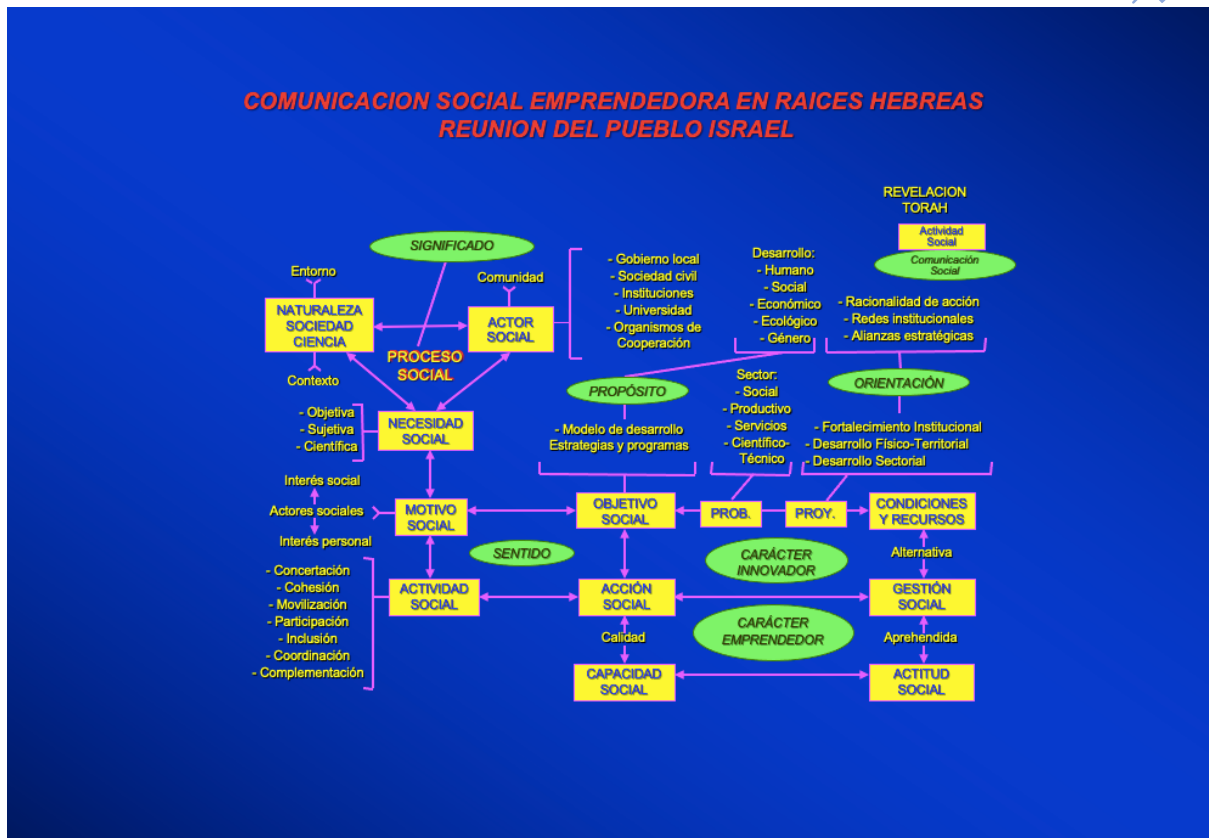 COMUNICACION SOCIAL EMPRENDEDORA EN RAICES HEBREAS
REUNION DEL PUEBLO ISRAEL
REVELACION
TORAH
Actividad
Social
Comunicación
Social
SIGNIFICADO
Entorno
NATURALEZA
SOCIEDAD
CIENCIA
Contexto
Comunidad
ACTOR
SOCIAL
PROCESO
SOCIAL
- Gobierno local
- Sociedad civil
- Instituciones
- Universidad
- Organismos de
Cooperación
Desarrollo:
- Humano
- Social
- Económico
- Ecológico
- Género
- Racionalidad de acción
- Redes institucionales
- Alianzas estratégicas
PROPÓSITO
- Modelo de desarrollo
Estrategias y programas
Sector:
- Social
- Productivo
- Servicios
- Científico-
Técnico
ORIENTACIÓN
- Fortalecimiento Institucional
- Desarrollo Físico-Territorial
- Desarrollo Sectorial
- Objetiva
- Sujetiva
- Científica
NECESIDAD
SOCIAL
Interés social
Actores sociales
Interés personal
MOTIVO
SOCIAL
OBJETIVO
SOCIAL
PROB.
PROY.
CONDICIONES
Y RECURSOS
SENTIDO
CARÁCTER
INNOVADOR
Alternativa
- Concertación
- Cohesión
- Movilización
- Participación
- Inclusión
- Coordinación
- Complementación
ACTIVIDAD
SOCIAL
ACCIÓN
SOCIAL
GESTIÓN
SOCIAL
Calidad
CARÁCTER
EMPRENDEDOR
Aprehendida
CAPACIDAD
SOCIAL
ACTITUD
SOCIAL